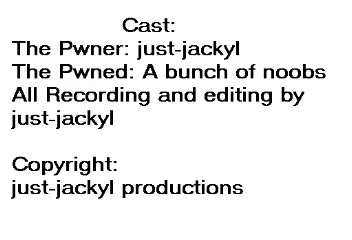 Cast:
The Pwner: just-jackyl
The Pwned: A bunch of noobs
All Recording and editing by
just-jackyl
Copyright:
just-jackyl productions